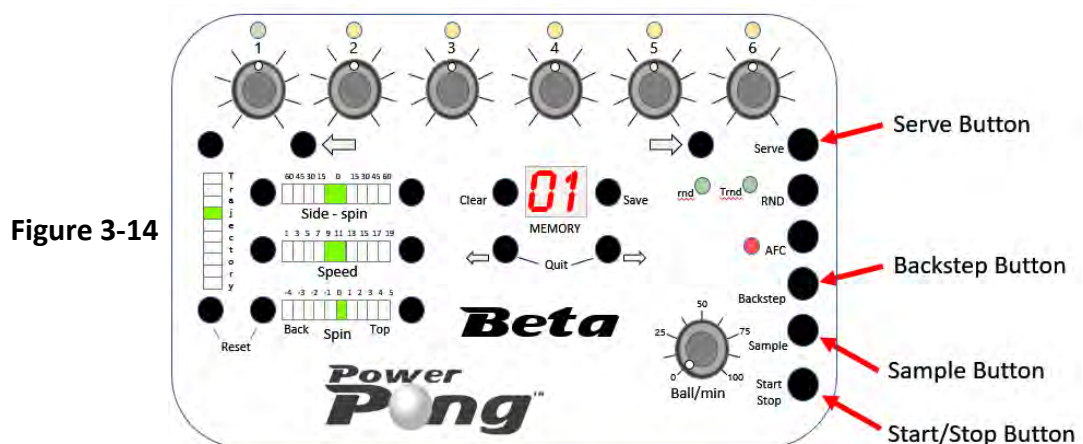 1 2 3 4 5 6
Serve Button
Serve
60 45 30 15 0 15 30 45 60
Side - spin
Trajectory
Clear
01
Save
MEMORY
rnd
Trnd
RND
Figure 3-14
1 3 5 7 9 11 13 15 17 19
Speed
Quit
AFC
Backstep Button
Backstep
-4 -3 -2 -1 0 1 2 3 4 5
Back
Spin
Top
Reset
Beta
50
25
75
0
100
Ball/min
Sample
Sample Button
Start
Stop
Start/Stop Button
Power
Pong
TM